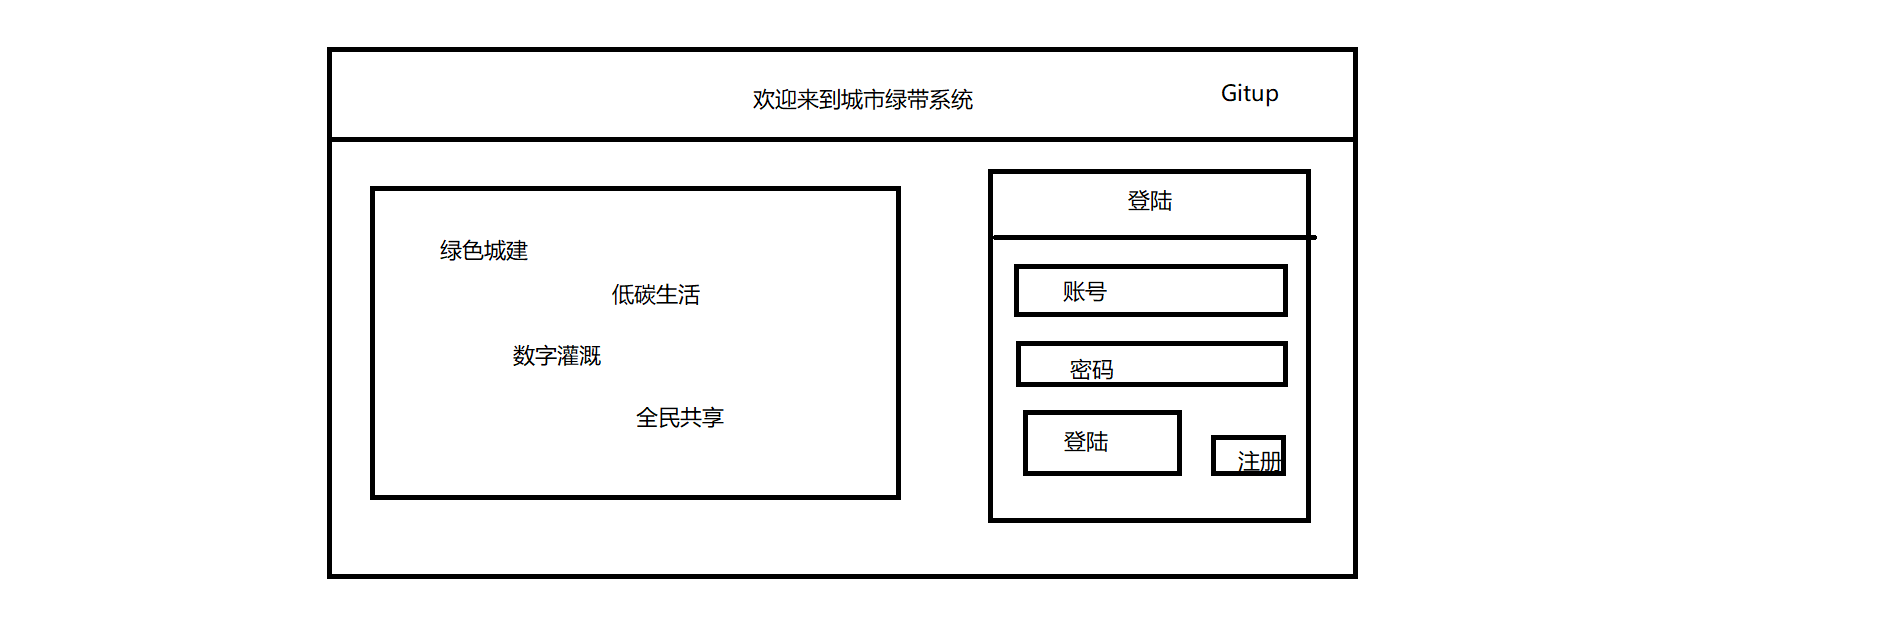 欢迎来到城市绿带系统
Gitup
绿色城建
低碳生活
数字灌溉
全民共享
登陆
账号
密码
登陆
注册